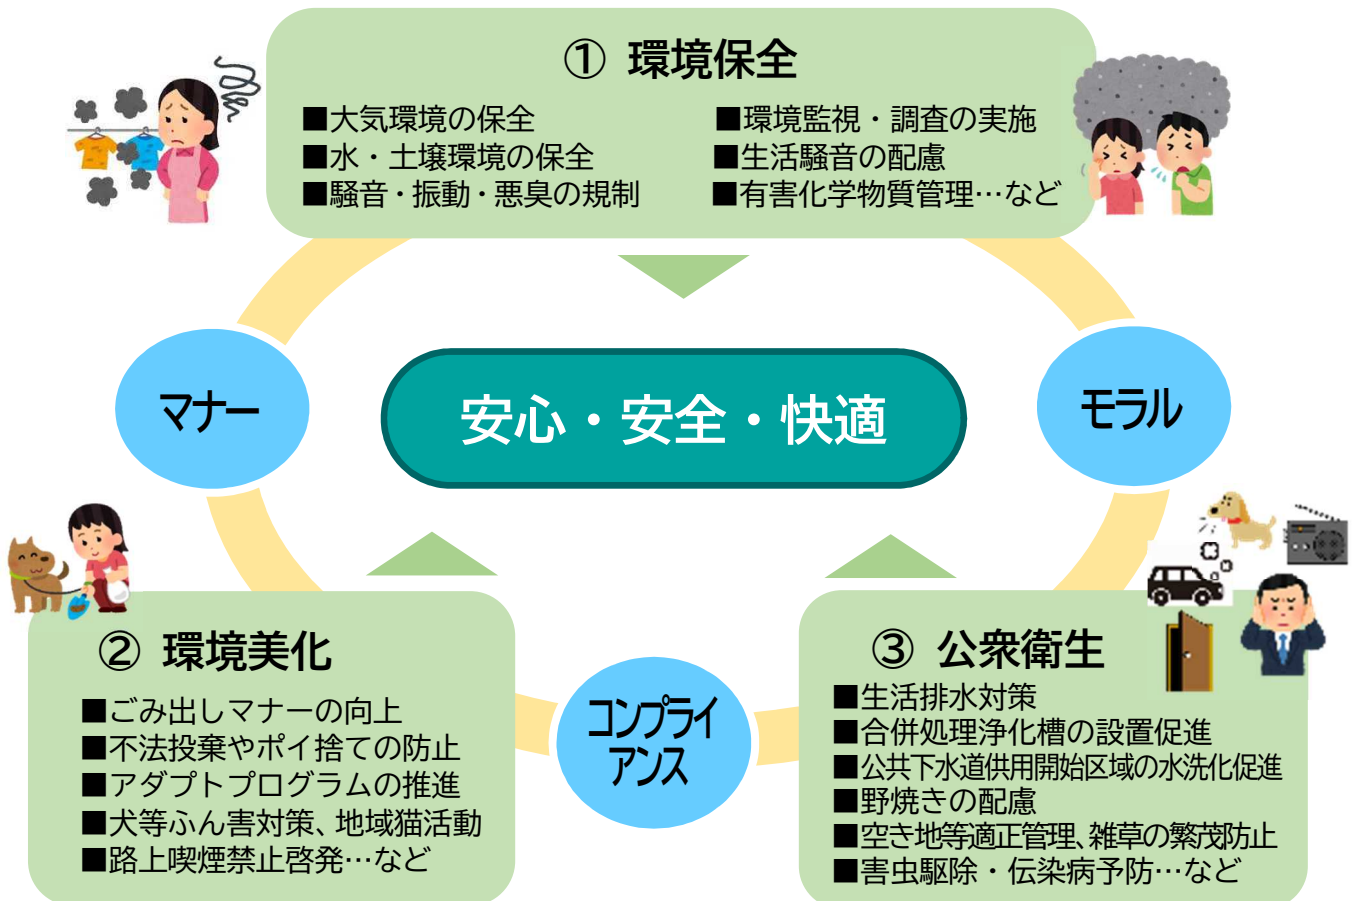 ① 環境保全
■大気環境の保全
■水・土壌環境の保全
■騒音・振動・悪臭の規制
■環境監視・調査の実施
■生活騒音の配慮
■有害化学物質管理…など
マナー
安心・安全・快適
モラル
② 環境美化
■ごみ出しマナーの向上
■不法投棄やポイ捨ての防止
■アダプトプログラムの推進
■犬等ふん害対策、地域猫活動
■路上喫煙禁止啓発…など
コンプライ
アンス
③ 公衆衛生
■生活排水対策
■合併処理浄化槽の設置促進
■公共下水道供用開始区域の水洗化促進
■野焼きの配慮
■空き地等適正管理、雑草の繁茂防止
■害虫駆除・伝染病予防…など